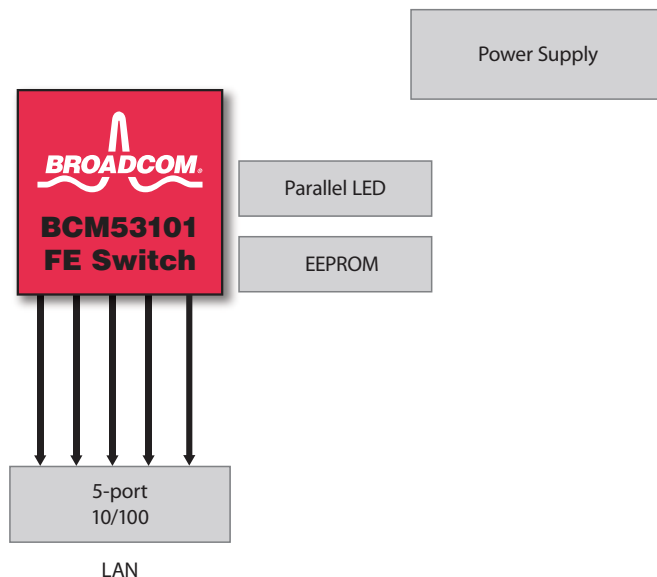 Power Supply
BROADCOM®
BCM53101
FE Switch
Parallel LED
EEPROM
5-port
10/100
LAN